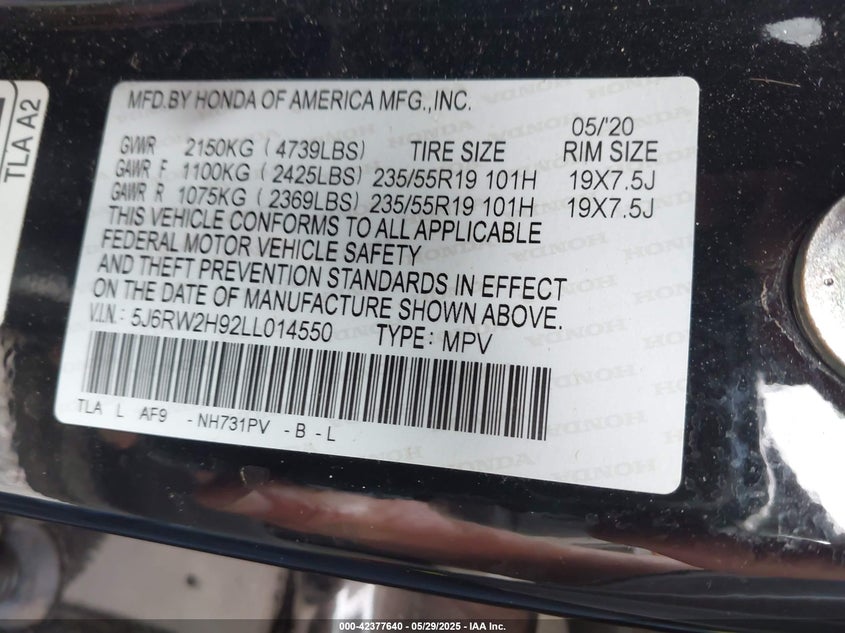 TLA A2
MFD.BY HONDA OF AMERICA MFG.,INC.
05/'20
GVWR 2150KG ( 4739LBS) TIRE SIZE RIM SIZE
GAWR F 1100KG ( 2425LBS) 235/55R19 101H 19X7.5J
GAWR R 1075KG ( 2369LBS) 235/55R19 101H 19X7.5J
THIS VEHICLE CONFORMS TO ALL APPLICABLE
FEDERAL MOTOR VEHICLE SAFETY
AND THEFT PREVENTION STANDARDS IN EFFECT
ON THE DATE OF MANUFACTURE SHOWN ABOVE.
V.I.N.: 5J6RW2H92LL014550 TYPE: MPV
TLA L AF9 -NH731PV -B -L
000-42377640 - 05/29/2025 - IAA Inc.